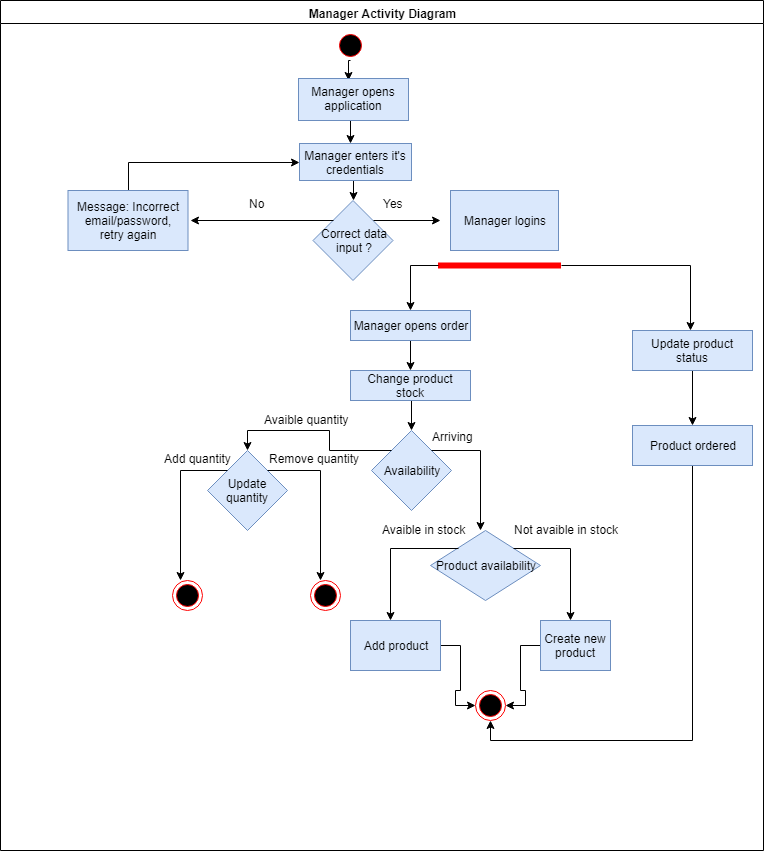 Manager Activity Diagram
Manager opens
application
Manager enters it's
credentials
Message: Incorrect
email/password,
retry again
No
Yes
Correct data
input ?
Manager logins
Manager opens order
Update product
status
Change product
stock
Avaible quantity
Arriving
Product ordered
Add quantity
Remove quantity
Availability
Update
quantity
Avaible in stock
Not avaible in stock
Product availability
Add product
Create new
product